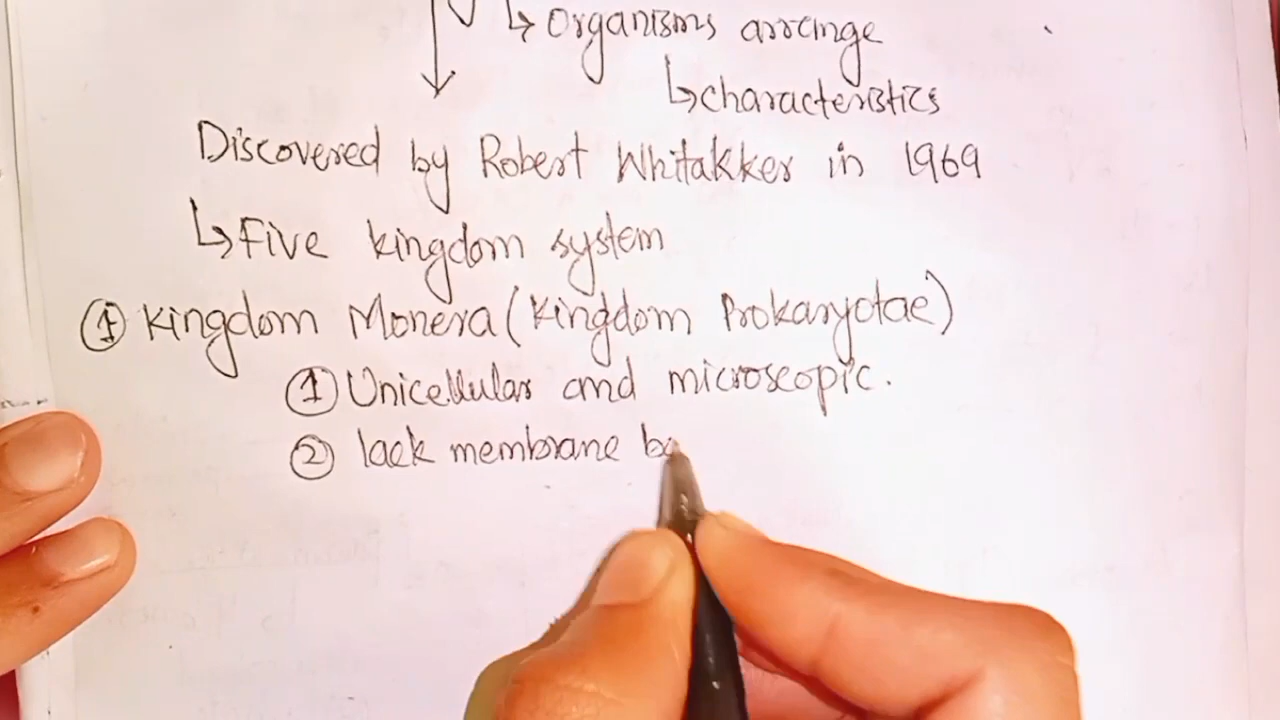 ↳ Organisms arrange
↳ characteristics
Discovered by Robert Whitakker in 1969
↳ Five kingdom system
① Kingdom Monera (Kingdom Prokaryotae)
① Unicellular and microscopic.
② lack membrane bo